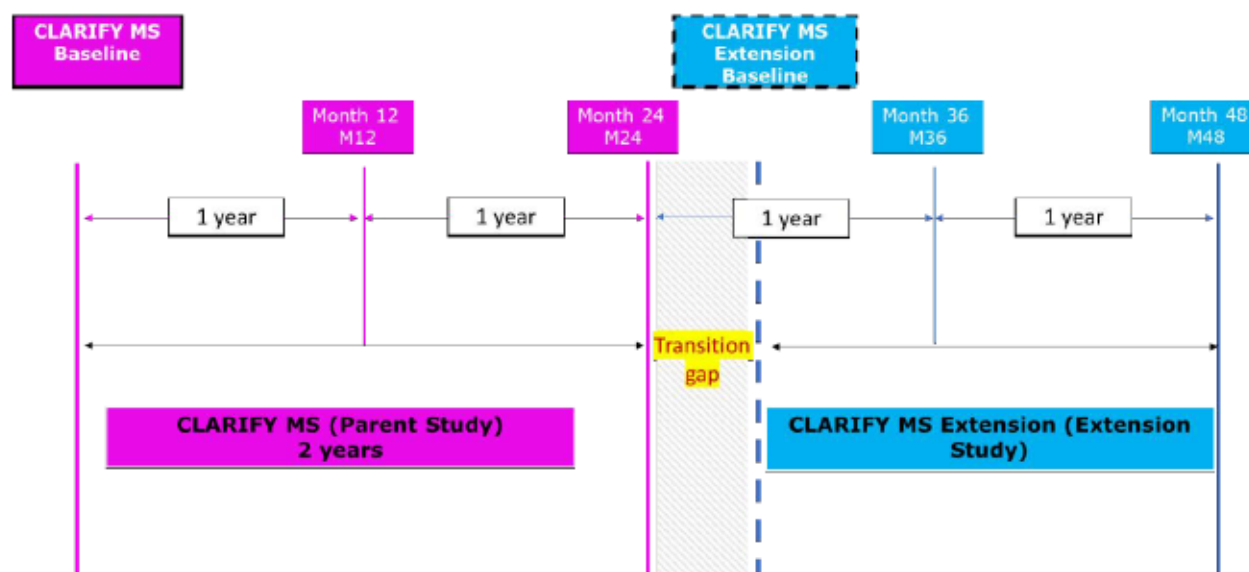 CLARIFY MS
Baseline
CLARIFY MS
Extension
Baseline
Month 12
M12
Month 24
M24
Month 36
M36
Month 48
M48
1 year
1 year
1 year
1 year
Transition
gap
CLARIFY MS (Parent Study)
2 years
CLARIFY MS Extension (Extension
Study)